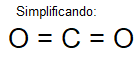 Simplificando:
O = C = O